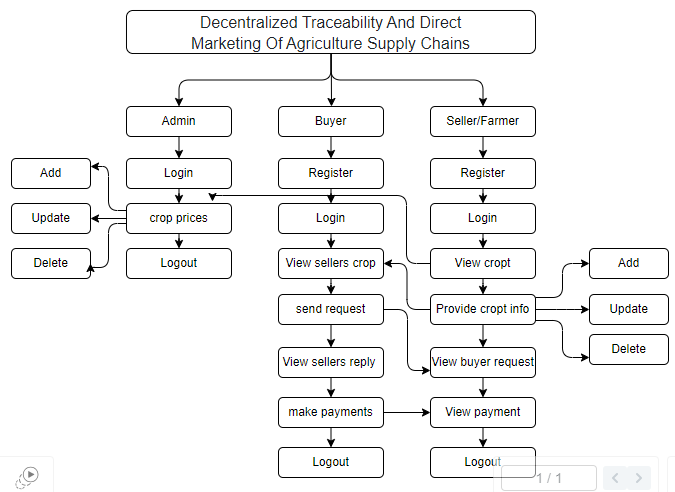 Decentralized Traceability And Direct
Marketing Of Agriculture Supply Chains
Admin
Buyer
Seller/Farmer
Add
Login
Register
Register
Update
crop prices
Login
Login
Delete
Logout
View sellers crop
View cropt
Add
send request
Provide cropt info
Update
View sellers reply
View buyer request
Delete
make payments
View payment
Logout
Logout
1 / 1